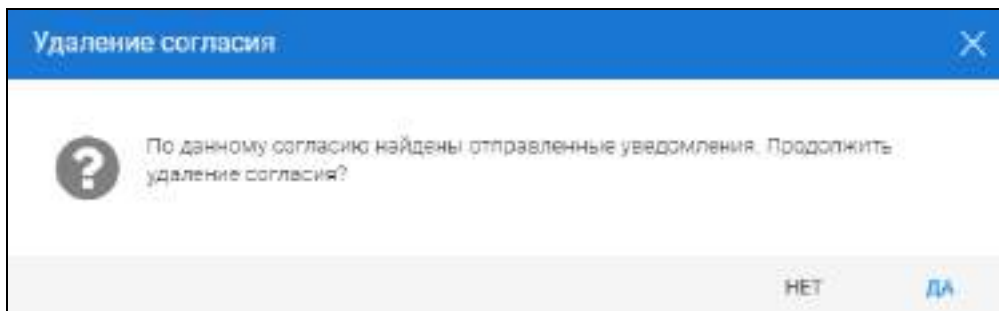 Удаление согласия
По данному согласию найдены отправленные уведомления. Продолжить
удаление согласия?
НЕТ ДА